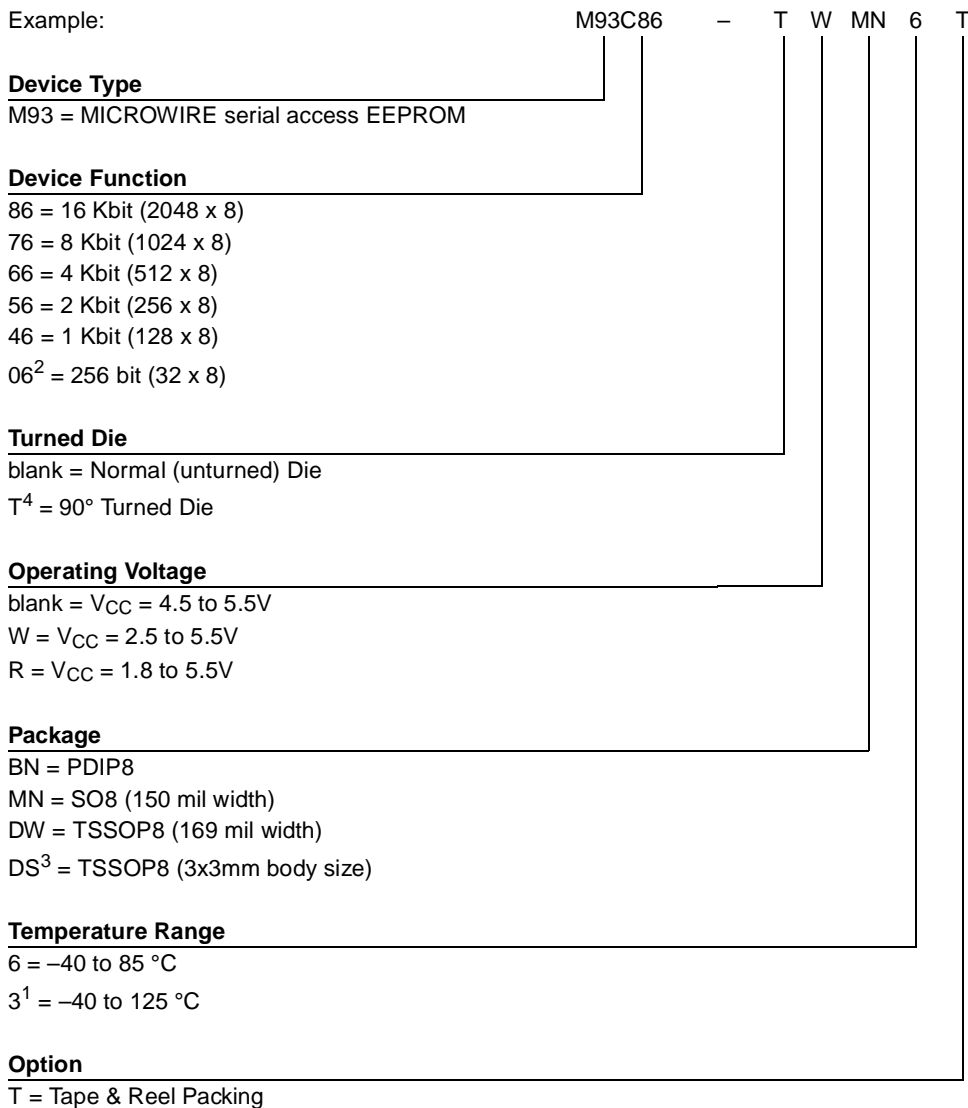 Example: M93C86 – T W MN 6 T
Device Type
M93 = MICROWIRE serial access EEPROM
Device Function
86 = 16 Kbit (2048 x 8)
76 = 8 Kbit (1024 x 8)
66 = 4 Kbit (512 x 8)
56 = 2 Kbit (256 x 8)
46 = 1 Kbit (128 x 8)
06² = 256 bit (32 x 8)
Turned Die
blank = Normal (unturned) Die
T⁴ = 90° Turned Die
Operating Voltage
blank = VCC = 4.5 to 5.5V
W = VCC = 2.5 to 5.5V
R = VCC = 1.8 to 5.5V
Package
BN = PDIP8
MN = SO8 (150 mil width)
DW = TSSOP8 (169 mil width)
DS³ = TSSOP8 (3x3mm body size)
Temperature Range
6 = –40 to 85 °C
3¹ = –40 to 125 °C
Option
T = Tape & Reel Packing